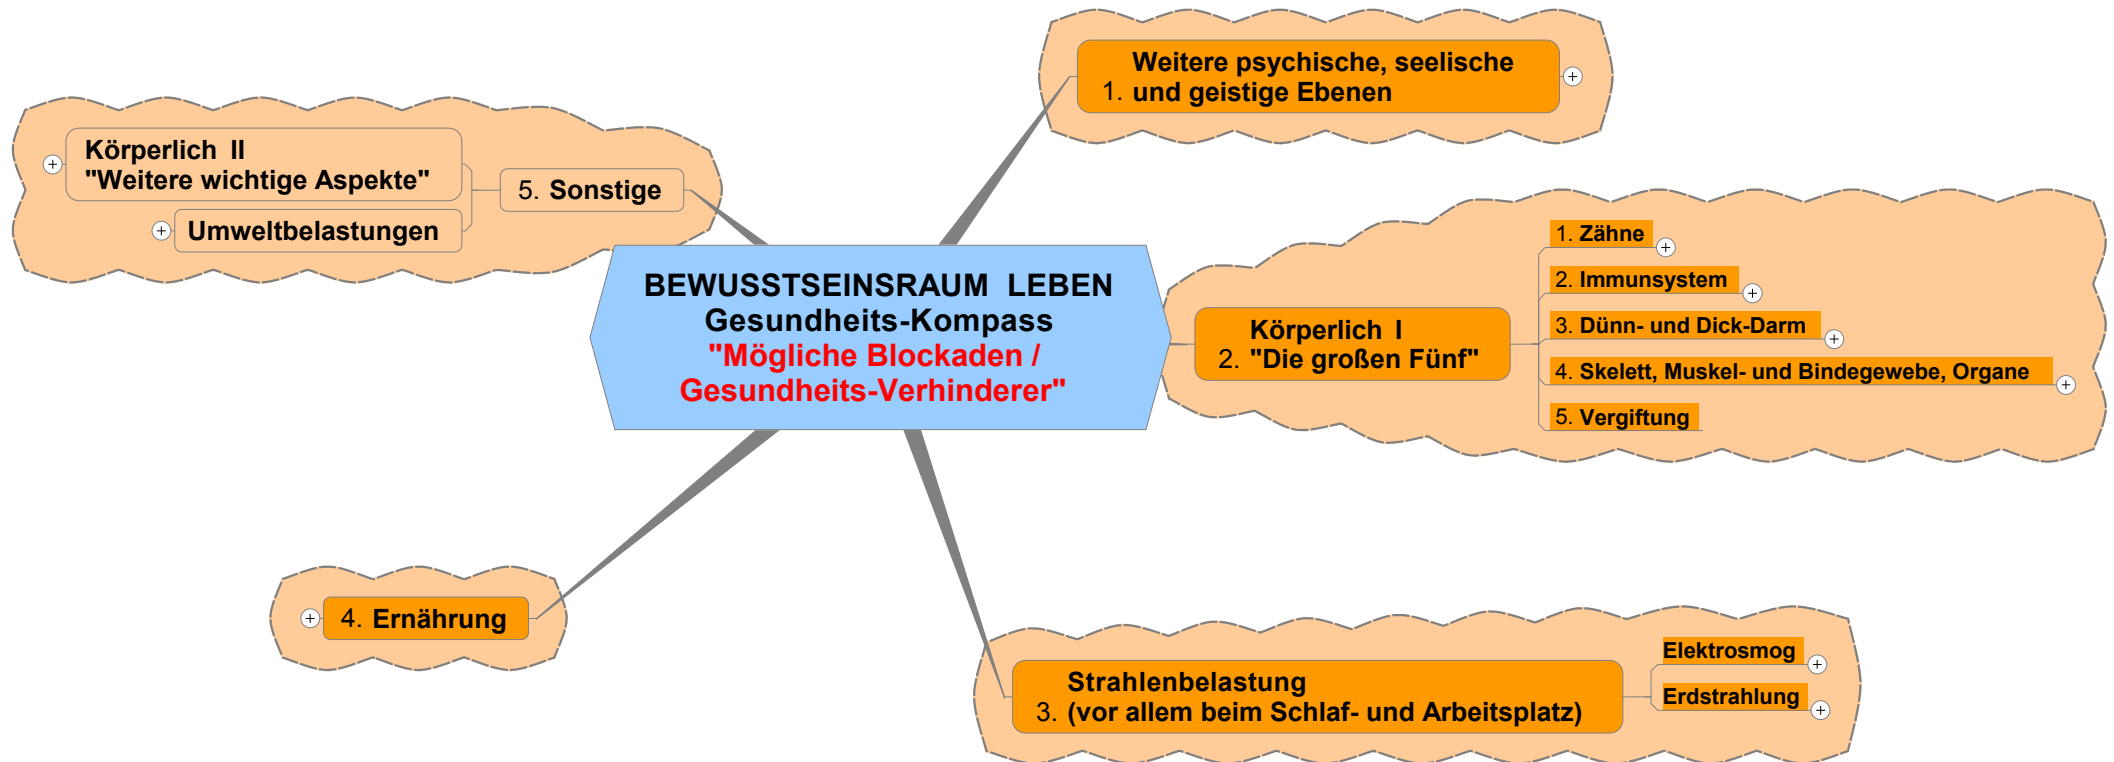 BEWUSSTSEINSRAUM LEBEN
Gesundheits-Kompass
"Mögliche Blockaden /
Gesundheits-Verhinderer"
Weitere psychische, seelische
1. und geistige Ebenen
Körperlich I
2. "Die großen Fünf"
1. Zähne
2. Immunsystem
3. Dünn- und Dick-Darm
4. Skelett, Muskel- und Bindegewebe, Organe
5. Vergiftung
Strahlenbelastung
3. (vor allem beim Schlaf- und Arbeitsplatz)
Elektrosmog
Erdstrahlung
4. Ernährung
5. Sonstige
Körperlich II
"Weitere wichtige Aspekte"
Umweltbelastungen